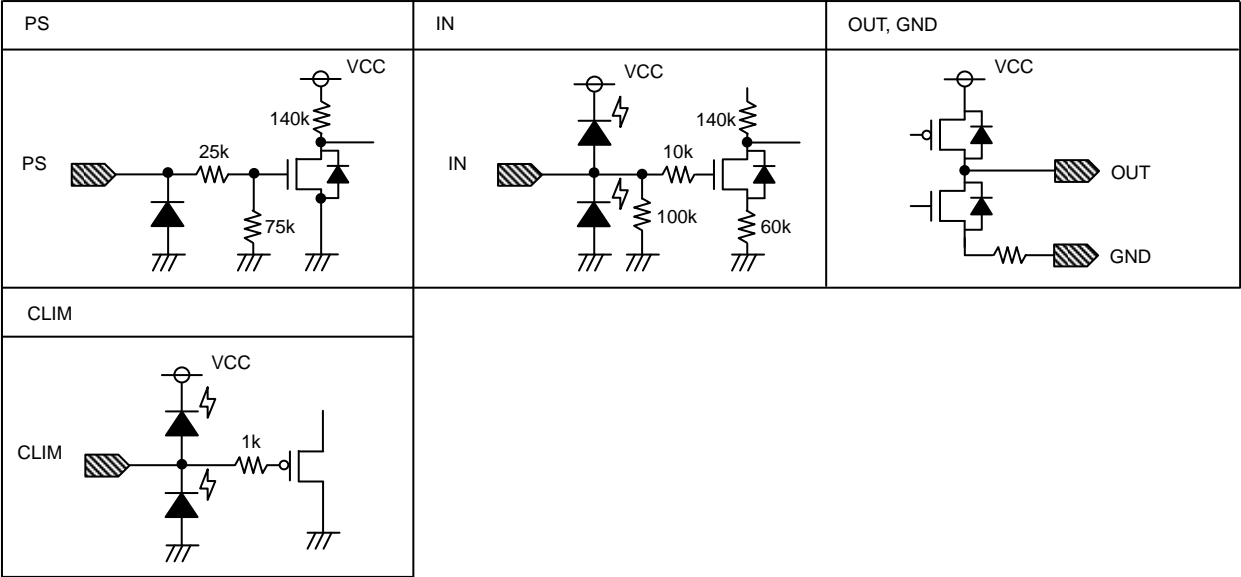 PS
IN
OUT, GND
VCC
140k
PS
25k
75k
VCC
140k
IN
10k
100k
60k
VCC
OUT
GND
CLIM
VCC
CLIM
1k